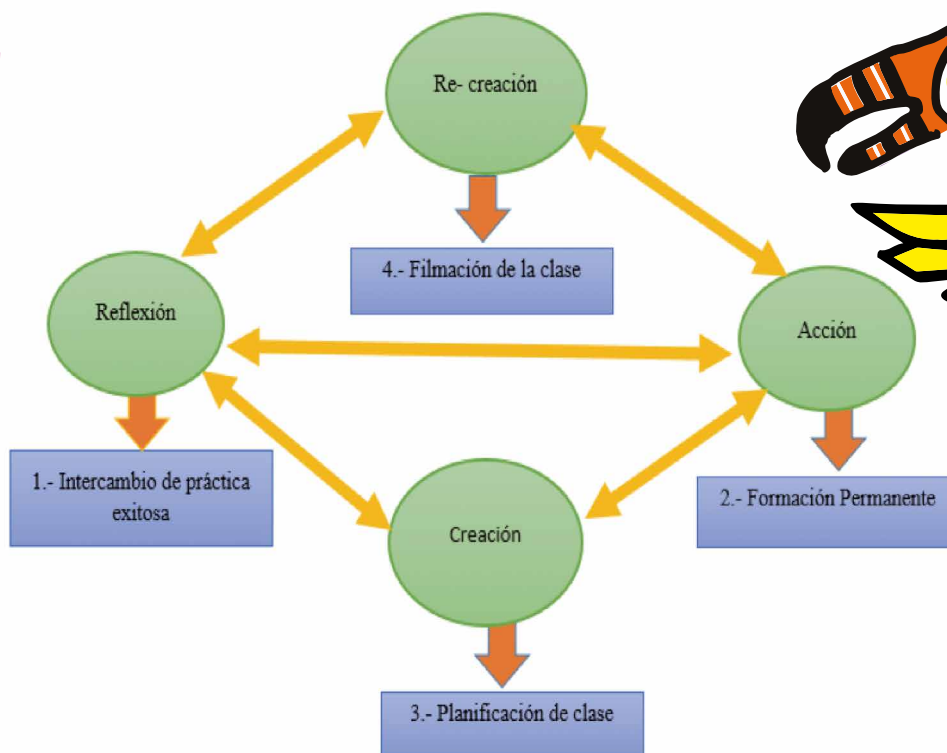 Re- creación
4.- Filmación de la clase
Reflexión
Acción
1.- Intercambio de práctica
exitosa
2.- Formación Permanente
Creación
3.- Planificación de clase